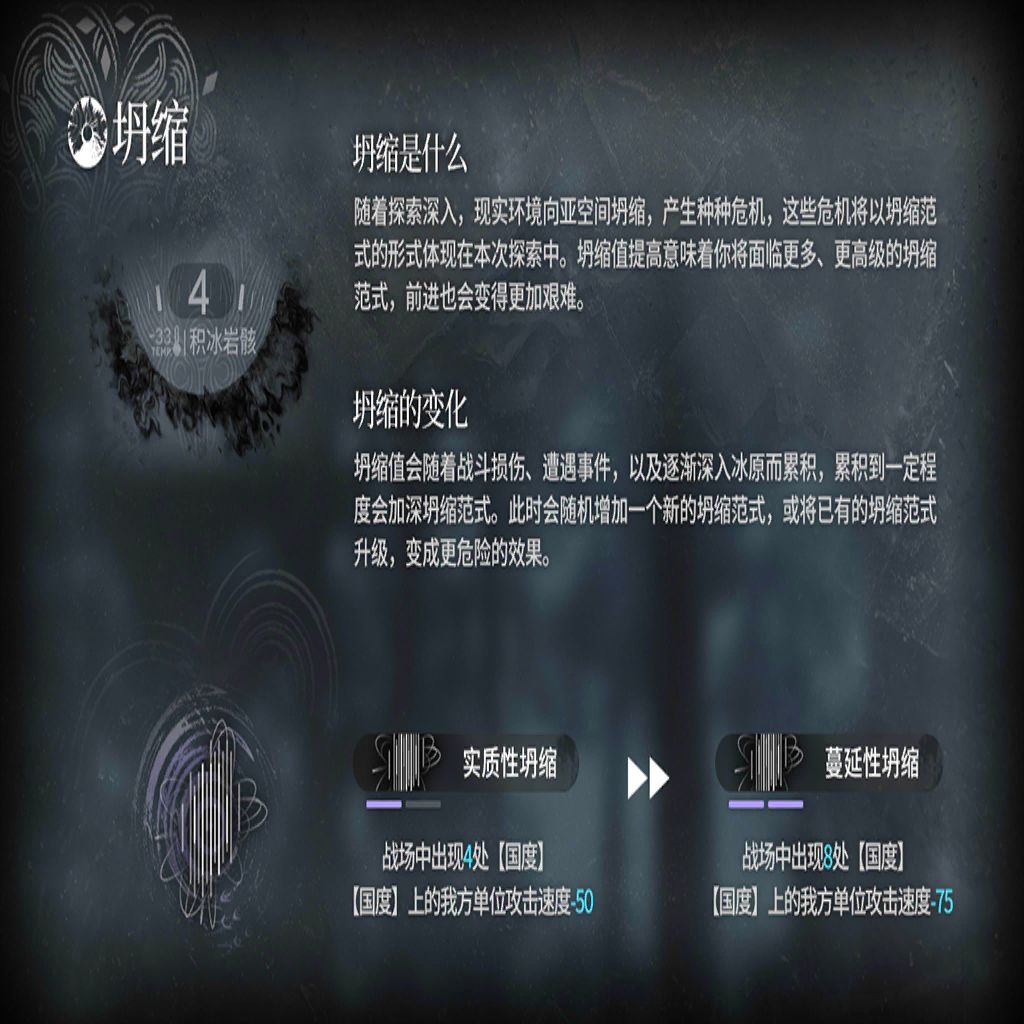 坍缩
坍缩是什么
随着探索深入，现实环境向亚空间坍缩，产生种种危机，这些危机将以坍缩范
式的形式体现在本次探索中。坍缩值提高意味着你将面临更多、更高级的坍缩
范式，前进也会变得更加艰难。
4
-33
TEMP
积冰岩骸
坍缩的变化
坍缩值会随着战斗损伤、遭遇事件，以及逐渐深入冰原而累积，累积到一定程
度会加深坍缩范式。此时会随机增加一个新的坍缩范式，或将已有的坍缩范式
升级，变成更危险的效果。
实质性坍缩
战场中出现4处【国度】
【国度】上的我方单位攻击速度-50
蔓延性坍缩
战场中出现8处【国度】
【国度】上的我方单位攻击速度-75